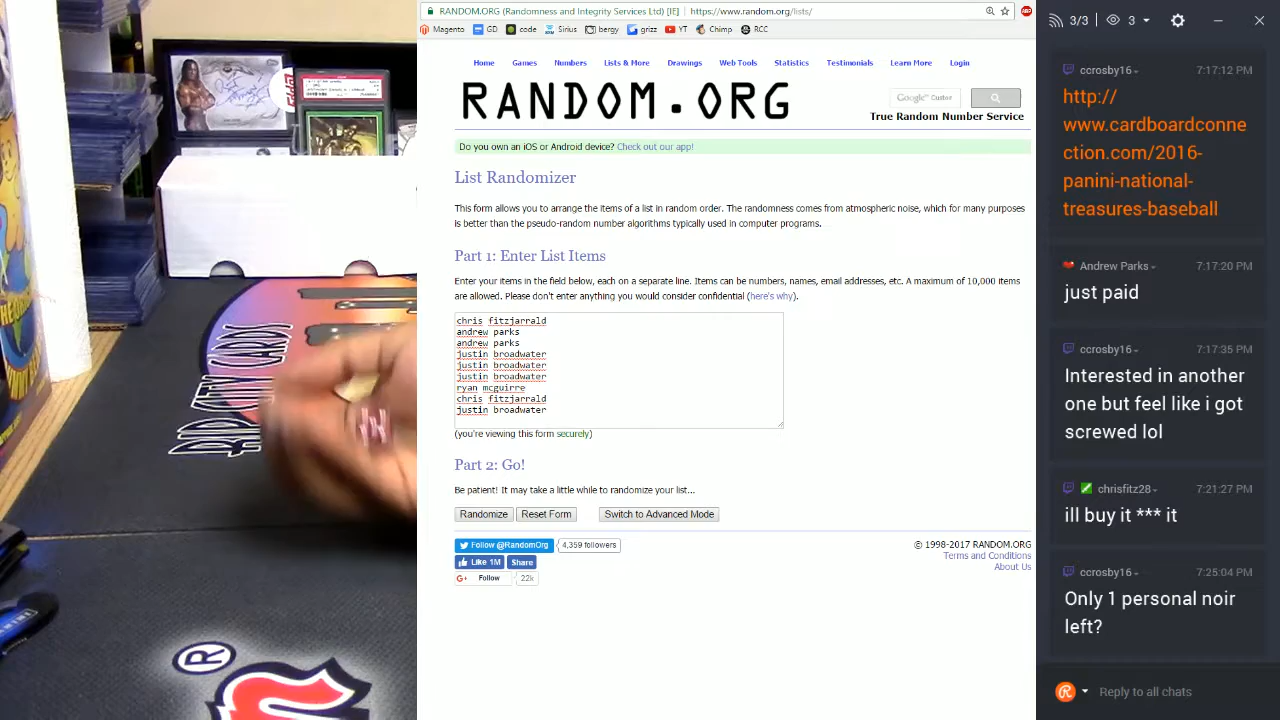 RANDOM.ORG (Randomness and Integrity Services Ltd) [IE] | https://www.random.org/lists/
Magento GD code Sirius bergy grizz YT Chimp RCC
Home Games Numbers Lists & More Drawings Web Tools Statistics Testimonials Learn More Login
RANDOM.ORG
Google™ Custor
True Random Number Service
Do you own an iOS or Android device? Check out our app!
List Randomizer
This form allows you to arrange the items of a list in random order. The randomness comes from atmospheric noise, which for many purposes
is better than the pseudo-random number algorithms typically used in computer programs.
Part 1: Enter List Items
Enter your items in the field below, each on a separate line. Items can be numbers, names, email addresses, etc. A maximum of 10,000 items
are allowed. Please don't enter anything you would consider confidential (here's why).
chris fitzjarrald
andrew parks
andrew parks
justin broadwater
justin broadwater
justin broadwater
ryan mcguirre
chris fitzjarrald
justin broadwater
(you're viewing this form securely)
Part 2: Go!
Be patient! It may take a little while to randomize your list...
Randomize Reset Form Switch to Advanced Mode
Follow @RandomOrg 4,359 followers
Like 1M Share
G+ Follow 22k
© 1998-2017 RANDOM.ORG
Terms and Conditions
About Us
RIP CITY CARDS
®
3/3 | 3
ccrosby16 7:17:12 PM
http://
www.cardboardconne
ction.com/2016-
panini-national-
treasures-baseball
Andrew Parks 7:17:20 PM
just paid
ccrosby16 7:17:35 PM
Interested in another
one but feel like i got
screwed lol
chrisfitz28 7:21:27 PM
ill buy it *** it
ccrosby16 7:25:04 PM
Only 1 personal noir
left?
Reply to all chats